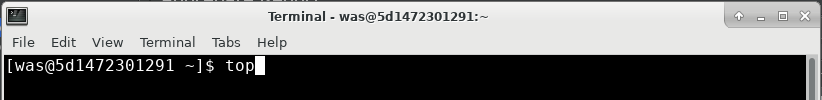 Terminal - was@5d1472301291:~
File Edit View Terminal Tabs Help
[was@5d1472301291 ~]$ top